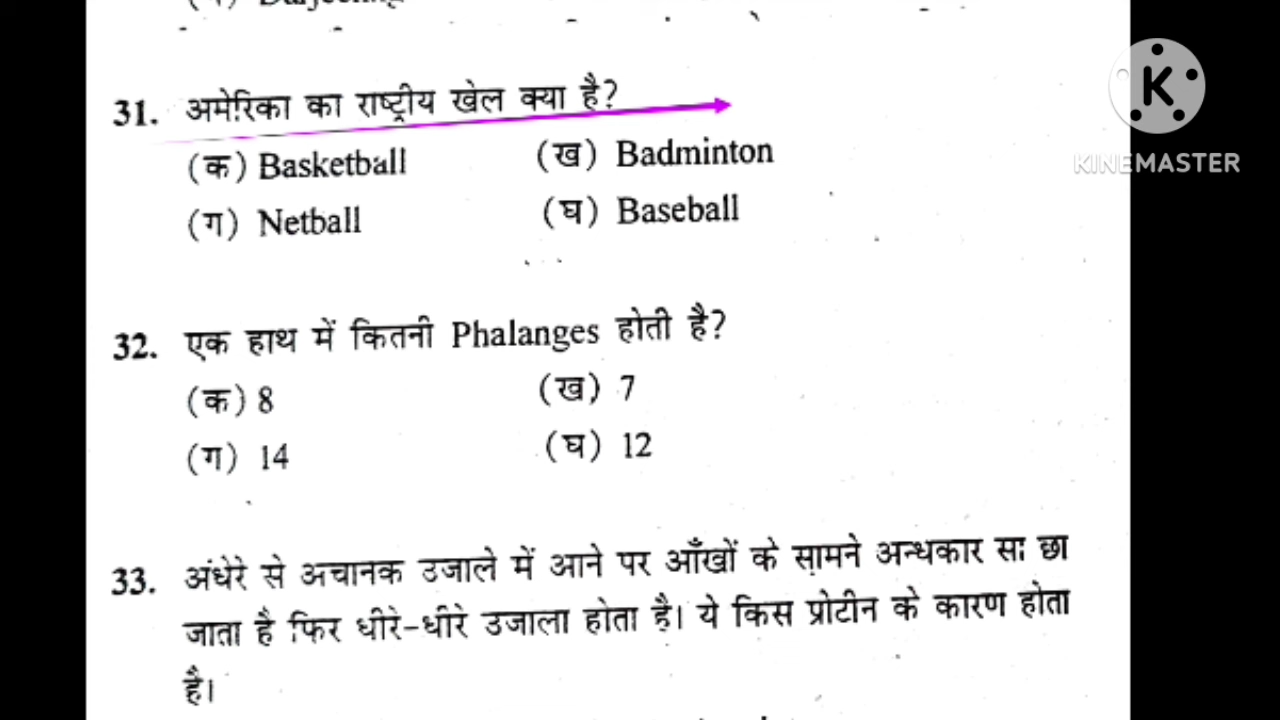 31. अमेरिका का राष्ट्रीय खेल क्या है?
(क) Basketball (ख) Badminton
(ग) Netball (घ) Baseball
32. एक हाथ में कितनी Phalanges होती है?
(क) 8 (ख) 7
(ग) 14 (घ) 12
33. अंधेरे से अचानक उजाले में आने पर आँखों के सामने अन्धकार सा छा
जाता है फिर धीरे-धीरे उजाला होता है। ये किस प्रोटीन के कारण होता
है।
K
KINEMASTER